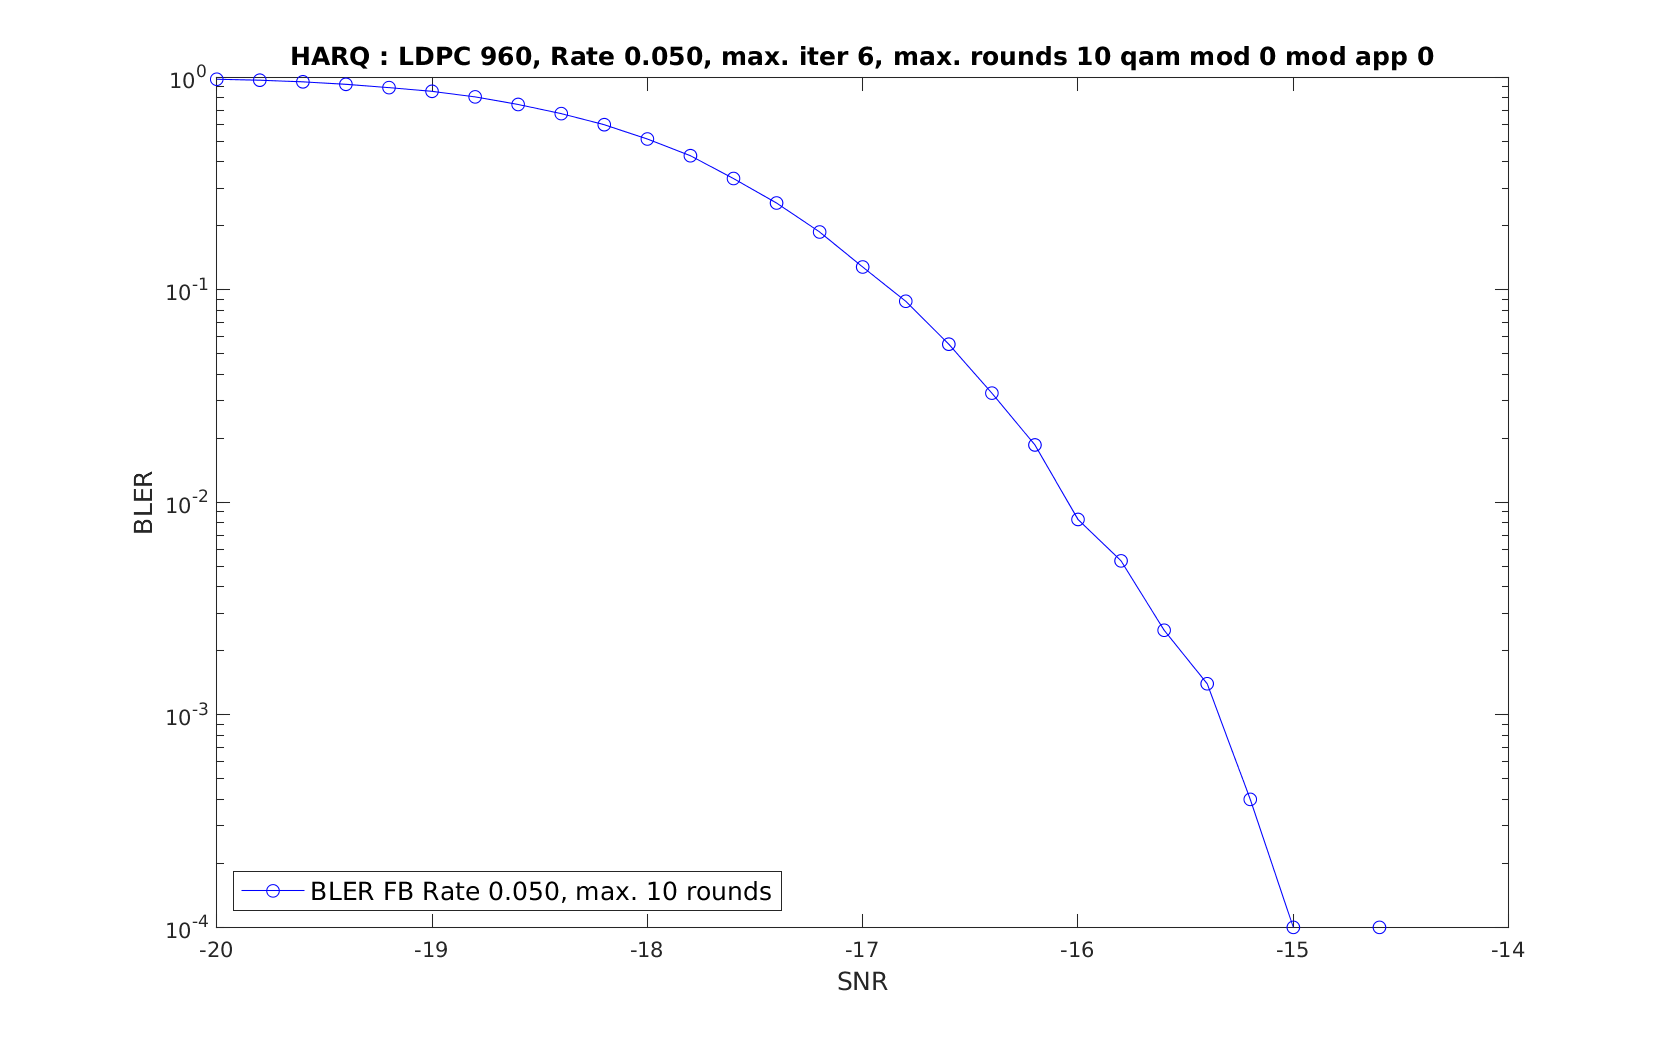 HARQ : LDPC 960, Rate 0.050, max. iter 6, max. rounds 10 qam mod 0 mod app 0
10^0
10^-1
10^-2
10^-3
10^-4
BLER
BLER FB Rate 0.050, max. 10 rounds
-20 -19 -18 -17 -16 -15 -14
SNR